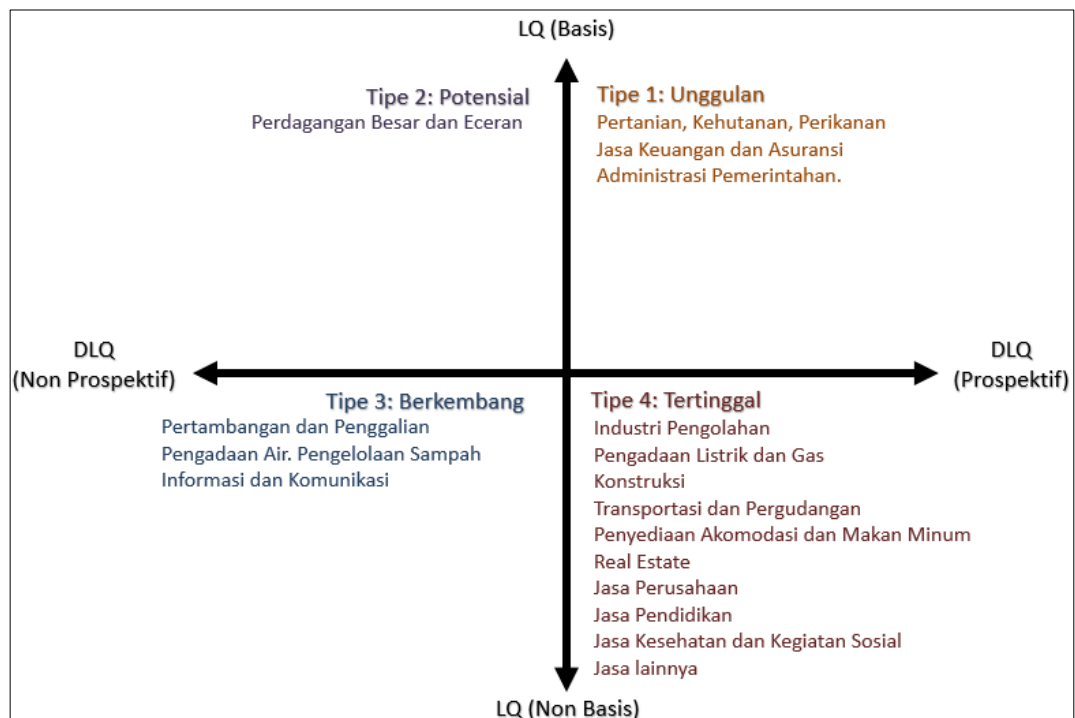 LQ (Basis)
Tipe 2: Potensial
Perdagangan Besar dan Eceran
Tipe 1: Unggulan
Pertanian, Kehutanan, Perikanan
Jasa Keuangan dan Asuransi
Administrasi Pemerintahan.
DLQ
(Non Prospektif)
DLQ
(Prospektif)
Tipe 3: Berkembang
Pertambangan dan Penggalian
Pengadaan Air. Pengelolaan Sampah
Informasi dan Komunikasi
Tipe 4: Tertinggal
Industri Pengolahan
Pengadaan Listrik dan Gas
Konstruksi
Transportasi dan Pergudangan
Penyediaan Akomodasi dan Makan Minum
Real Estate
Jasa Perusahaan
Jasa Pendidikan
Jasa Kesehatan dan Kegiatan Sosial
Jasa lainnya
LQ (Non Basis)